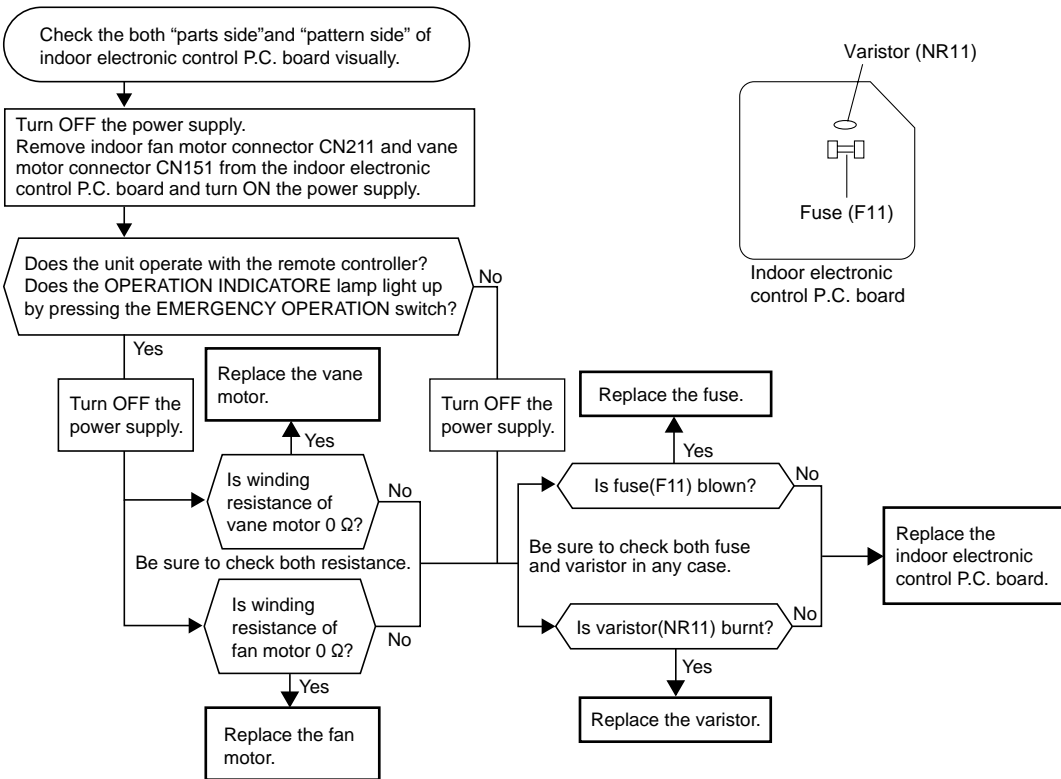 Check the both “parts side”and “pattern side” of
indoor electronic control P.C. board visually.
Turn OFF the power supply.
Remove indoor fan motor connector CN211 and vane
motor connector CN151 from the indoor electronic
control P.C. board and turn ON the power supply.
Does the unit operate with the remote controller?
Does the OPERATION INDICATORE lamp light up
by pressing the EMERGENCY OPERATION switch?
No
Yes
Turn OFF the
power supply.
Replace the vane
motor.
Yes
Is winding
resistance of
vane motor 0 Ω?
No
Be sure to check both resistance.
Is winding
resistance of
fan motor 0 Ω?
No
Yes
Replace the fan
motor.
Turn OFF the
power supply.
Replace the fuse.
Yes
Is fuse(F11) blown?
No
Be sure to check both fuse
and varistor in any case.
Is varistor(NR11) burnt?
No
Yes
Replace the varistor.
Replace the
indoor electronic
control P.C. board.
Varistor (NR11)
Fuse (F11)
Indoor electronic
control P.C. board